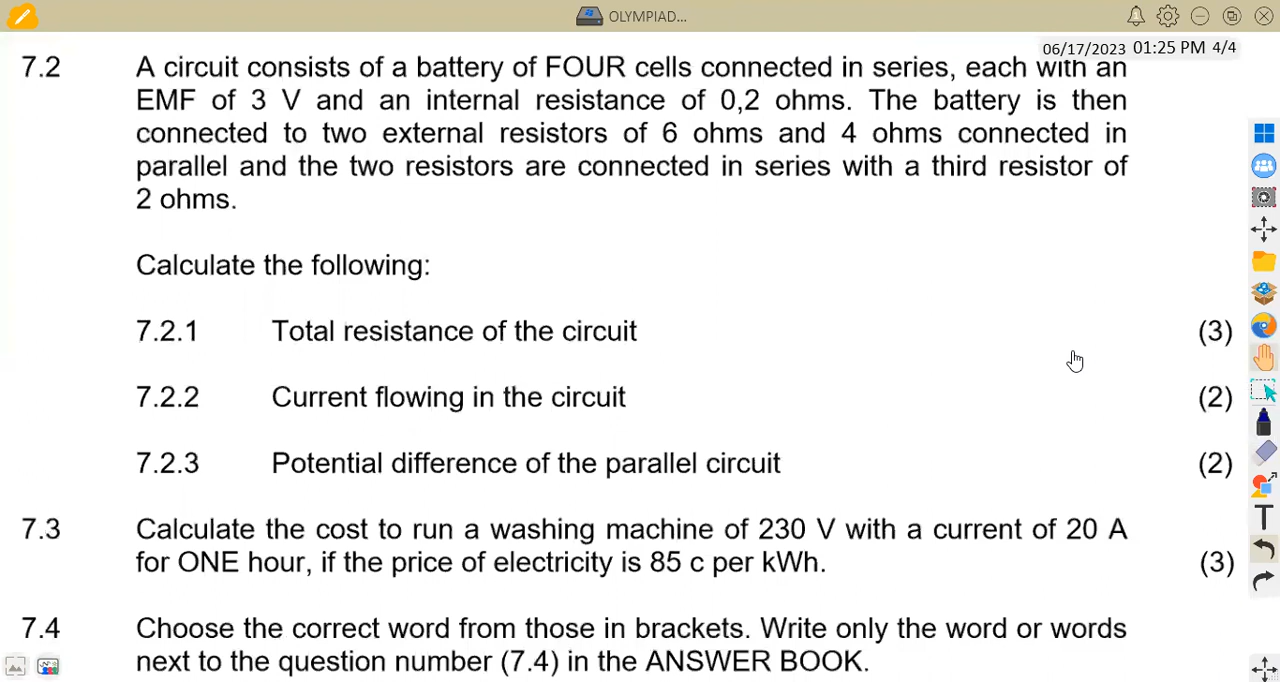 OLYMPIAD...
06/17/2023 01:25 PM 4/4
7.2 A circuit consists of a battery of FOUR cells connected in series, each with an
EMF of 3 V and an internal resistance of 0,2 ohms. The battery is then
connected to two external resistors of 6 ohms and 4 ohms connected in
parallel and the two resistors are connected in series with a third resistor of
2 ohms.
Calculate the following:
7.2.1 Total resistance of the circuit (3)
7.2.2 Current flowing in the circuit (2)
7.2.3 Potential difference of the parallel circuit (2)
7.3 Calculate the cost to run a washing machine of 230 V with a current of 20 A
for ONE hour, if the price of electricity is 85 c per kWh. (3)
7.4 Choose the correct word from those in brackets. Write only the word or words
next to the question number (7.4) in the ANSWER BOOK.